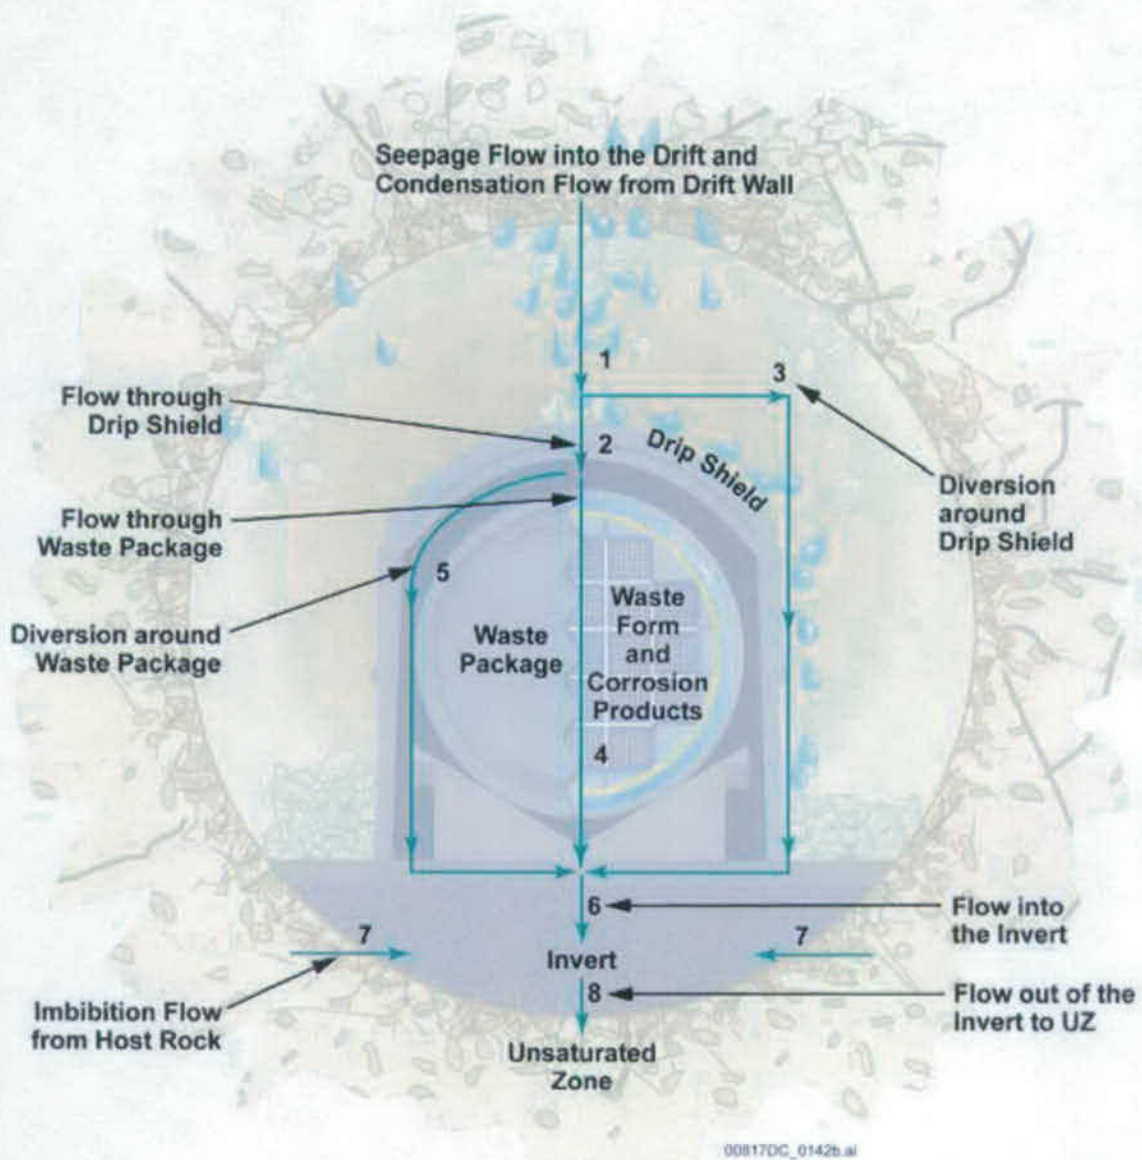 Seepage Flow into the Drift and
Condensation Flow from Drift Wall
1
3
Flow through
Drip Shield
2
Drip Shield
Diversion
around
Drip Shield
Flow through
Waste Package
5
Diversion around
Waste Package
Waste
Package
Waste
Form
and
Corrosion
Products
4
6
Flow into
the Invert
7
7
Invert
Imbibition Flow
from Host Rock
8
Flow out of the
Invert to UZ
Unsaturated
Zone
00817DC_0142b.ai